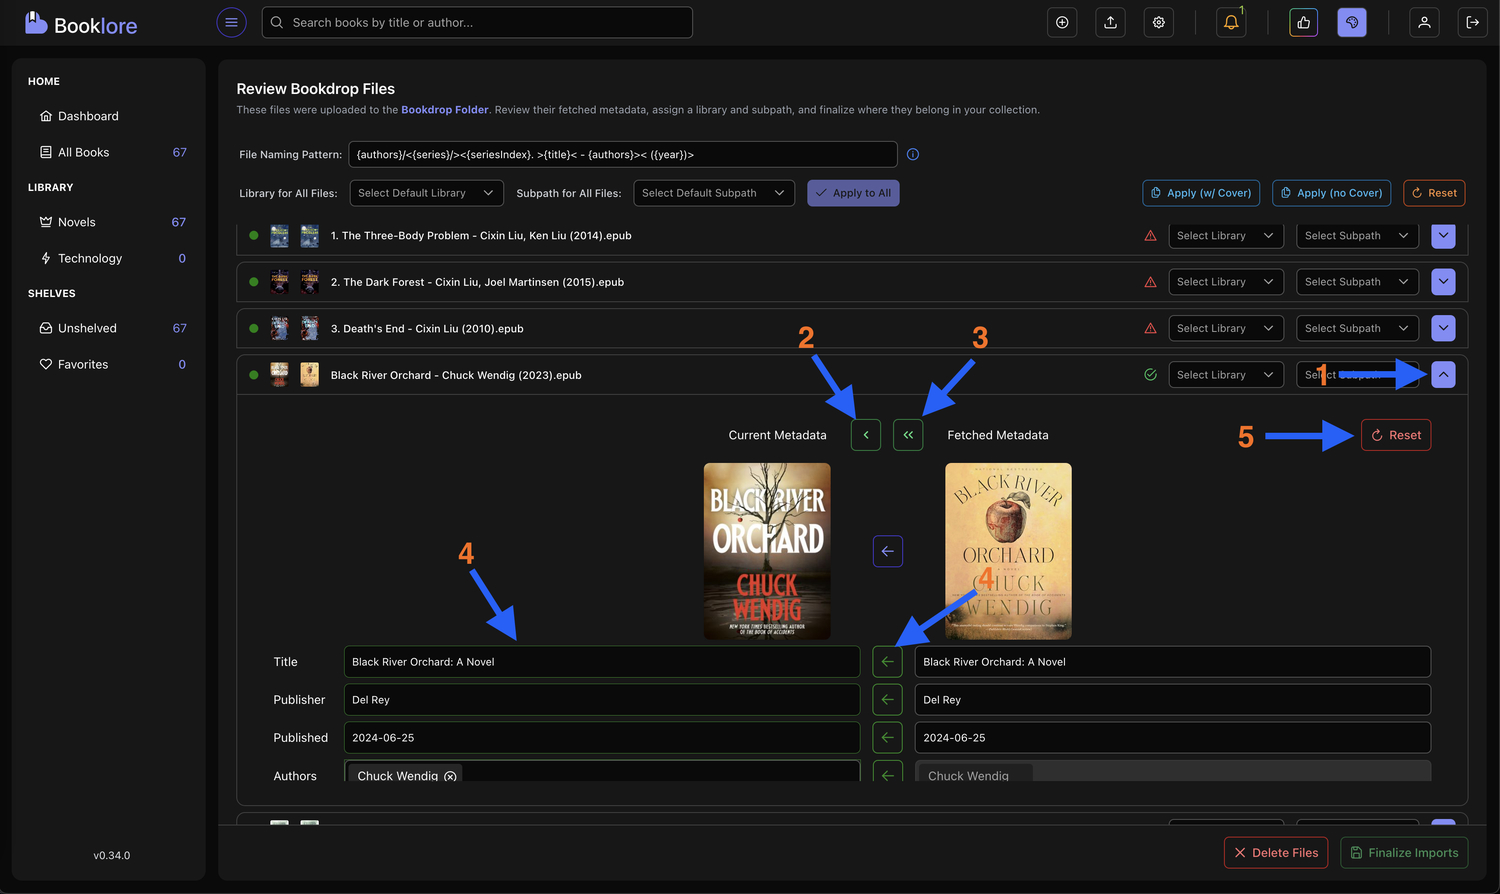 Booklore
Search books by title or author...
1
HOME
Dashboard
All Books 67
LIBRARY
Novels 67
Technology 0
SHELVES
Unshelved 67
Favorites 0
v0.34.0
Review Bookdrop Files
These files were uploaded to the Bookdrop Folder. Review their fetched metadata, assign a library and subpath, and finalize where they belong in your collection.
File Naming Pattern: {authors}/<{series}/><{seriesIndex}. >{title}< - {authors}>< ({year})>
Library for All Files: Select Default Library Subpath for All Files: Select Default Subpath Apply to All Apply (w/ Cover) Apply (no Cover) Reset
1. The Three-Body Problem - Cixin Liu, Ken Liu (2014).epub Select Library Select Subpath
2. The Dark Forest - Cixin Liu, Joel Martinsen (2015).epub Select Library Select Subpath
3. Death's End - Cixin Liu (2010).epub Select Library Select Subpath
2 3
Black River Orchard - Chuck Wendig (2023).epub Select Library Select Subpath
1
Current Metadata Fetched Metadata 5 Reset
BLACK RIVER
ORCHARD
CHUCK
WENDIG
NEW YORK TIMES BESTSELLING AUTHOR
OF THE BOOK OF ACCIDENTS
NATIONAL BESTSELLER
BLACK RIVER
ORCHARD
A NOVEL
CHUCK
WENDIG
4 4
Title Black River Orchard: A Novel Black River Orchard: A Novel
Publisher Del Rey Del Rey
Published 2024-06-25 2024-06-25
Authors Chuck Wendig Chuck Wendig
Delete Files Finalize Imports